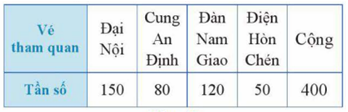 Vé tham quan | Đại Nội | Cung An Định | Đàn Nam Giao | Điện Hòn Chén | Cộng
Tần số | 150 | 80 | 120 | 50 | 400